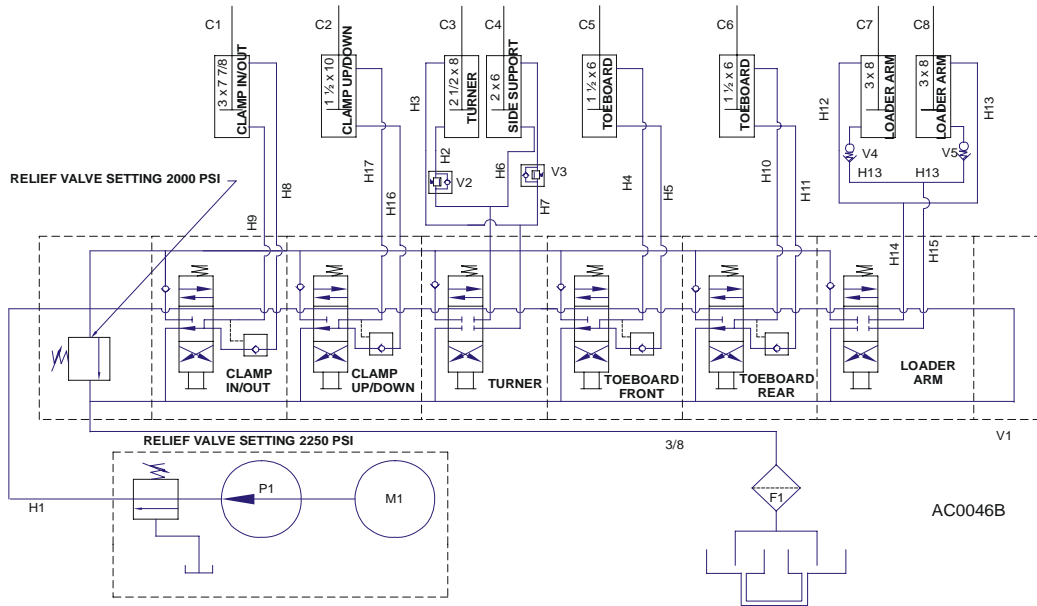 C1
C2
C3
C4
C5
C6
C7
C8
3 x 7 7/8
CLAMP IN/OUT
1 ½ x 10
CLAMP UP/DOWN
2 1/2 x 8
TURNER
2 x 6
SIDE SUPPORT
1 ½ x 6
TOEBOARD
1 ½ x 6
TOEBOARD
3 x 8
LOADER ARM
3 x 8
LOADER ARM
H3
H12
H13
H2
H6
H17
H4
H10
V4
V5
H13
H13
V2
V3
RELIEF VALVE SETTING 2000 PSI
H8
H9
H16
H7
H5
H11
H14
H15
CLAMP
IN/OUT
CLAMP
UP/DOWN
TURNER
TOEBOARD
FRONT
TOEBOARD
REAR
LOADER
ARM
RELIEF VALVE SETTING 2250 PSI
3/8
V1
H1
P1
M1
F1
AC0046B